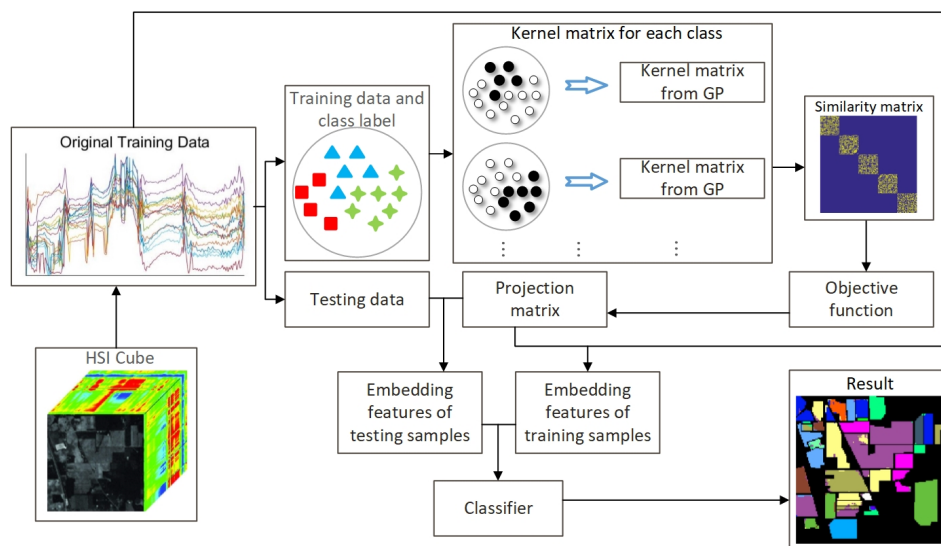 Kernel matrix for each class
Kernel matrix
from GP
Training data and
class label
Similarity matrix
Original Training Data
Kernel matrix
from GP
Testing data
Projection
matrix
Objective
function
HSI Cube
Embedding
features of
testing samples
Embedding
features of
training samples
Result
Classifier